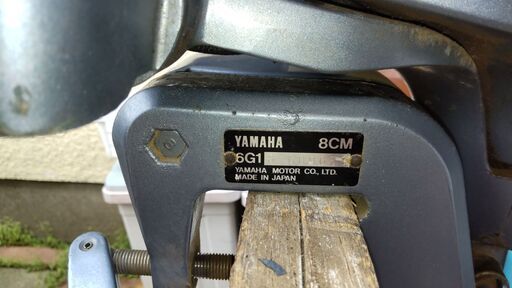 YAMAHA 8CM
6G1
YAMAHA MOTOR CO., LTD.
MADE IN JAPAN